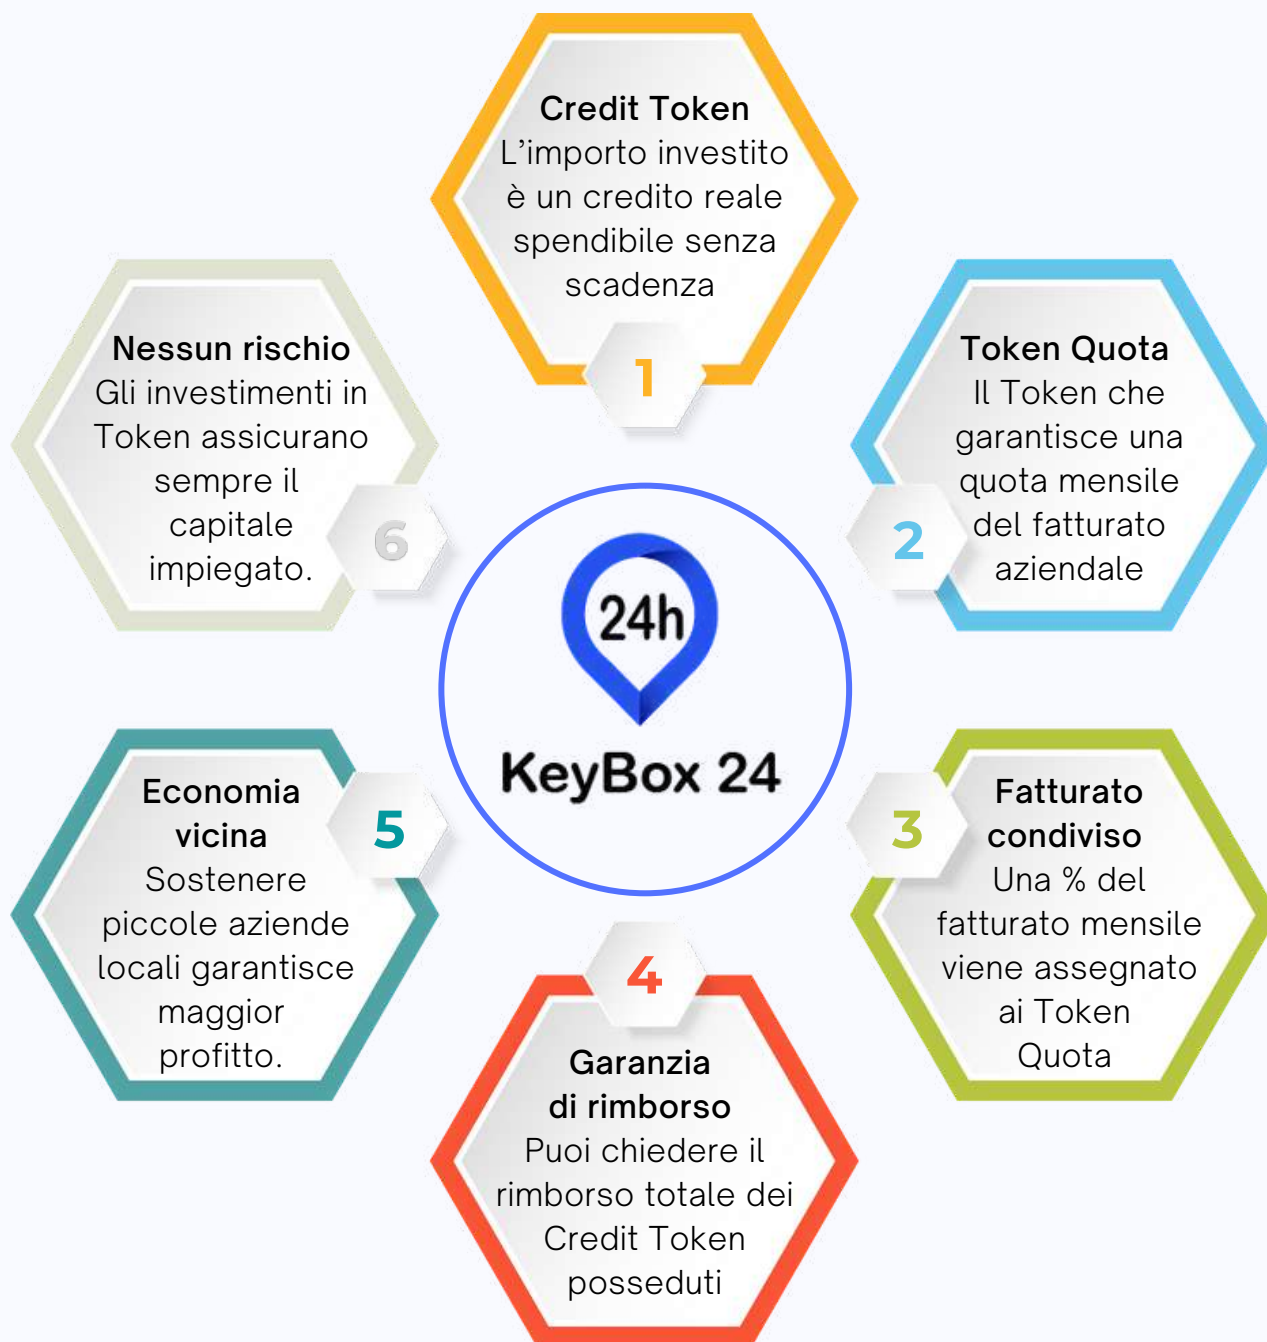 Credit Token
L'importo investito
è un credito reale
spendibile senza
scadenza
1
Token Quota
Il Token che
garantisce una
quota mensile
del fatturato
aziendale
2
Fatturato
condiviso
Una % del
fatturato mensile
viene assegnato
ai Token
Quota
3
4
Garanzia
di rimborso
Puoi chiedere il
rimborso totale dei
Credit Token
posseduti
Economia
vicina
Sostenere
piccole aziende
locali garantisce
maggior
profitto.
5
Nessun rischio
Gli investimenti in
Token assicurano
sempre il
capitale
impiegato.
6
24h
KeyBox 24